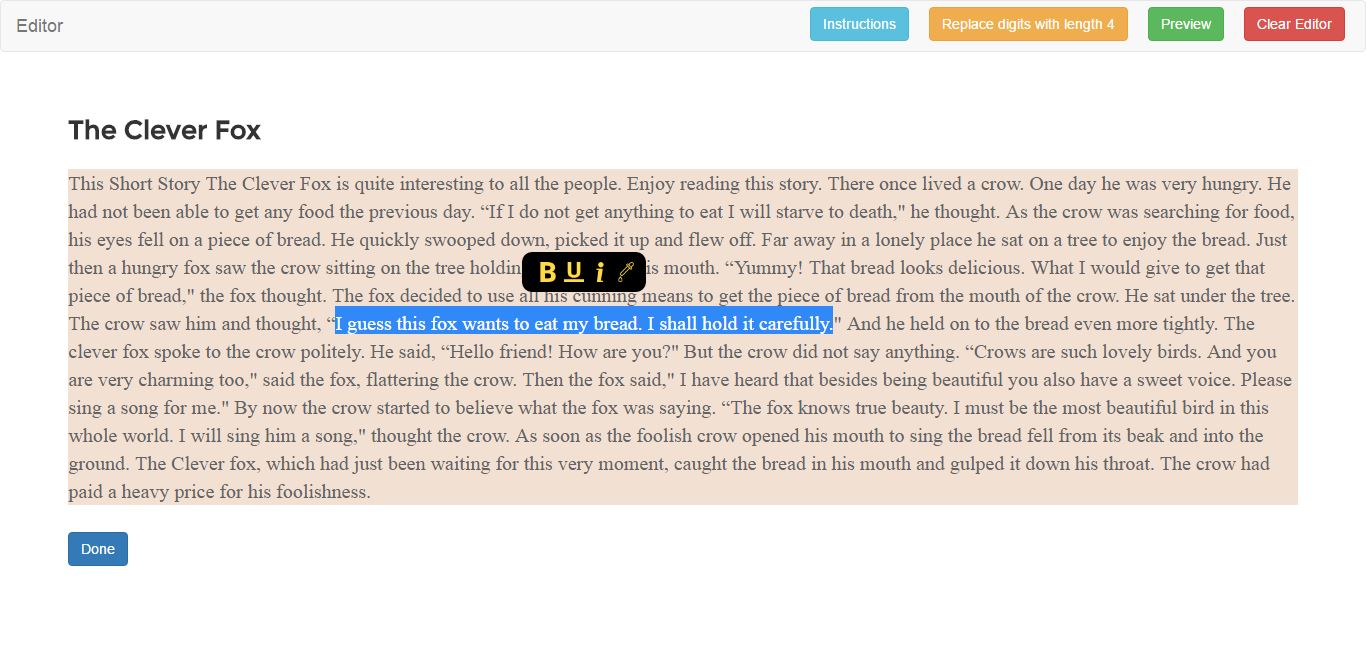 Editor
Instructions
Replace digits with length 4
Preview
Clear Editor
The Clever Fox
This Short Story The Clever Fox is quite interesting to all the people. Enjoy reading this story. There once lived a crow. One day he was very hungry. He
had not been able to get any food the previous day. “If I do not get anything to eat I will starve to death," he thought. As the crow was searching for food,
his eyes fell on a piece of bread. He quickly swooped down, picked it up and flew off. Far away in a lonely place he sat on a tree to enjoy the bread. Just
then a hungry fox saw the crow sitting on the tree holdin
B U i
is mouth. “Yummy! That bread looks delicious. What I would give to get that
piece of bread," the fox thought. The fox decided to use all his cunning means to get the piece of bread from the mouth of the crow. He sat under the tree.
The crow saw him and thought, “I guess this fox wants to eat my bread. I shall hold it carefully." And he held on to the bread even more tightly. The
clever fox spoke to the crow politely. He said, “Hello friend! How are you?" But the crow did not say anything. “Crows are such lovely birds. And you
are very charming too," said the fox, flattering the crow. Then the fox said," I have heard that besides being beautiful you also have a sweet voice. Please
sing a song for me." By now the crow started to believe what the fox was saying. “The fox knows true beauty. I must be the most beautiful bird in this
whole world. I will sing him a song," thought the crow. As soon as the foolish crow opened his mouth to sing the bread fell from its beak and into the
ground. The Clever fox, which had just been waiting for this very moment, caught the bread in his mouth and gulped it down his throat. The crow had
paid a heavy price for his foolishness.
Done